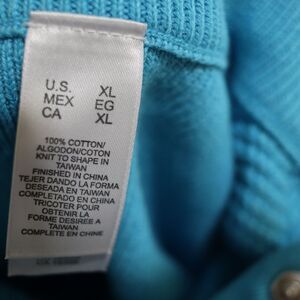 U.S. XL
MEX EG
CA XL
100% COTTON/
ALGODON/COTON
KNIT TO SHAPE IN
TAIWAN
FINISHED IN CHINA
TEJER DANDO LA FORMA
DESEADA EN TAIWAN
COMPLETADO EN CHINA
TRICOTER POUR
OBTENIR LA
FORME DESIREE A
TAIWAN
COMPLETE EN CHINE